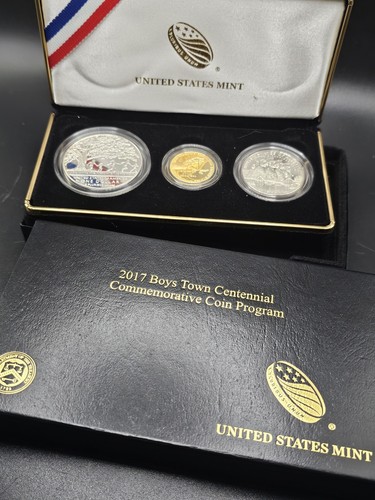 UNITED STATES MINT
2017 Boys Town Centennial
Commemorative Coin Program
®
UNITED STATES MINT